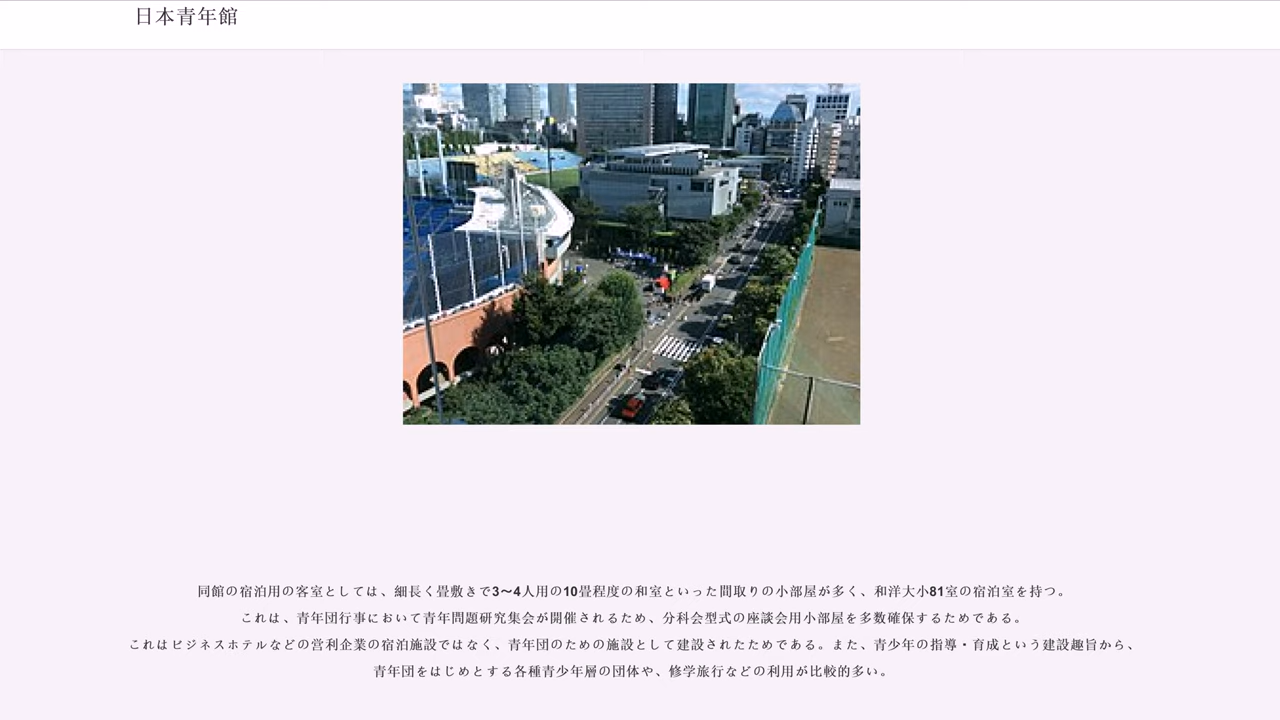 日本青年館
同館の宿泊用の客室としては、細長く畳敷きで3〜4人用の10畳程度の和室といった間取りの小部屋が多く、和洋大小81室の宿泊室を持つ。
これは、青年団行事において青年問題研究集会が開催されるため、分科会型式の座談会用小部屋を多数確保するためである。
これはビジネスホテルなどの営利企業の宿泊施設ではなく、青年団のための施設として建設されたためである。また、青少年の指導・育成という建設趣旨から、
青年団をはじめとする各種青少年層の団体や、修学旅行などの利用が比較的多い。